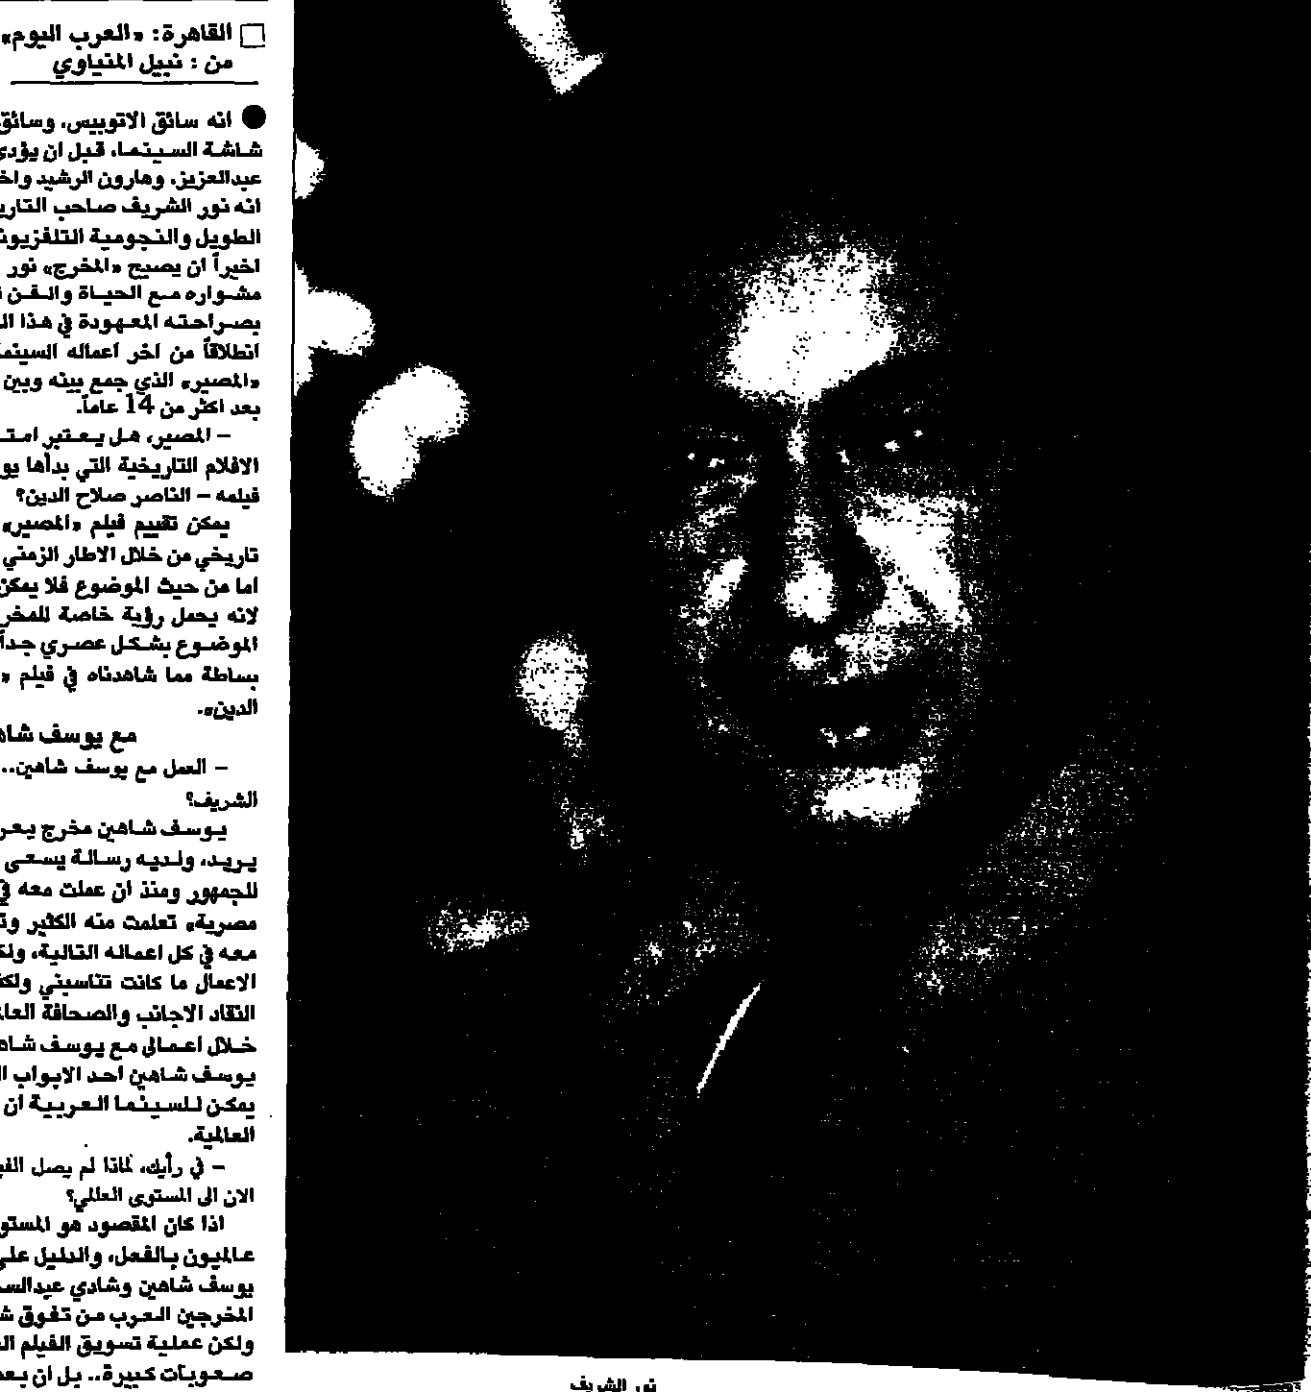 القاهرة: «العرب اليوم»
من : نبيل المنياوي
انه سائق الاتوبيس، وسائق
شاشة السينما، قبل ان يؤدي
عبدالعزيز، وهارون الرشيد واخ
انه نور الشريف صاحب التاري
الطويل والنجومية التلفزيون
اخيراً ان يصبح «المخرج» نور
مشواره مع الحياة والفن
بصراحته المعهودة في هذا ال
انطلاقاً من اخر اعماله السينم
«المصير» الذي جمع بينه وبين
بعد اكثر من 14 عاماً.
– المصير، هل يعتبر امتـ
الافلام التاريخية التي بدأها يو
فيلمه – الناصر صلاح الدين؟
يمكن تقييم فيلم «المصير»
تاريخي من خلال الاطار الزمني
اما من حيث الموضوع فلا يمكن
لانه يحمل رؤية خاصة للمخر
الموضوع بشكل عصري جداً
بساطة مما شاهدناه في فيلم «
الدين».
مع يوسف شاه
– العمل مع يوسف شاهين..
الشريف؟
يوسف شاهين مخرج يعر
يريد، ولديه رسالة يسعى
للجمهور ومنذ ان عملت معه في
مصرية» تعلمت منه الكثير وت
معه في كل اعماله التالية، ولك
الاعمال ما كانت تناسبني ولكن
النقاد الاجانب والصحافة العا
خلال اعمالي مع يوسف شاه
يوسف شاهين احد الابواب ال
يمكن للسينما العربية ان
العالمية.
– في رأيك، لماذا لم يصل الفي
الان الى المستوى العالمي؟
اذا كان المقصود هو المستو
عالميون بالفعل، والدليل على
يوسف شاهين وشادي عبدالس
المخرجين العرب من تفوق ش
ولكن عملية تسويق الفيلم ال
صعوبات كبيرة.. بل ان بعض
نور الشريف